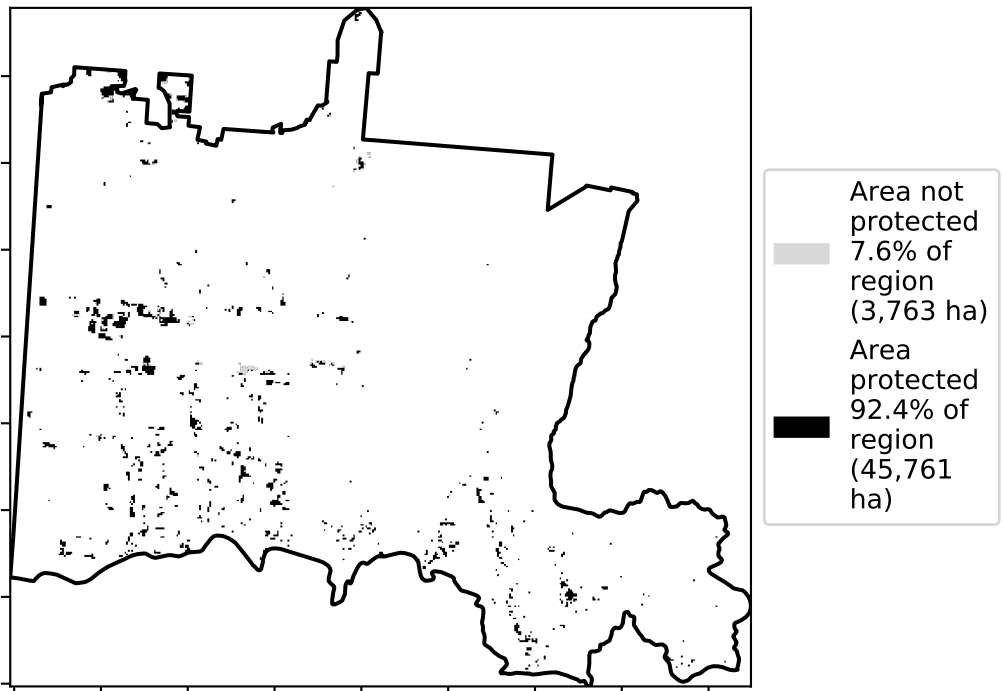 Area not
protected
7.6% of
region
(3,763 ha)
Area
protected
92.4% of
region
(45,761
ha)